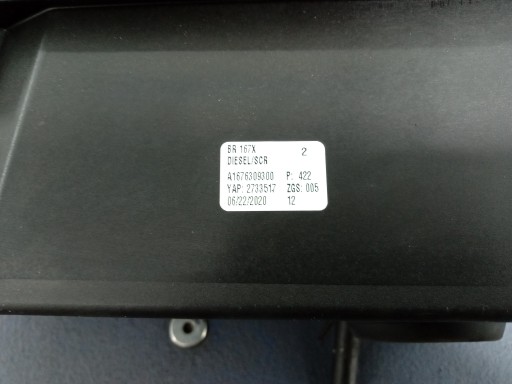 BR 167X 2
DIESEL/SCR
A1676309300 P: 422
YAP: 2733517 ZGS: 005
06/22/2020 12